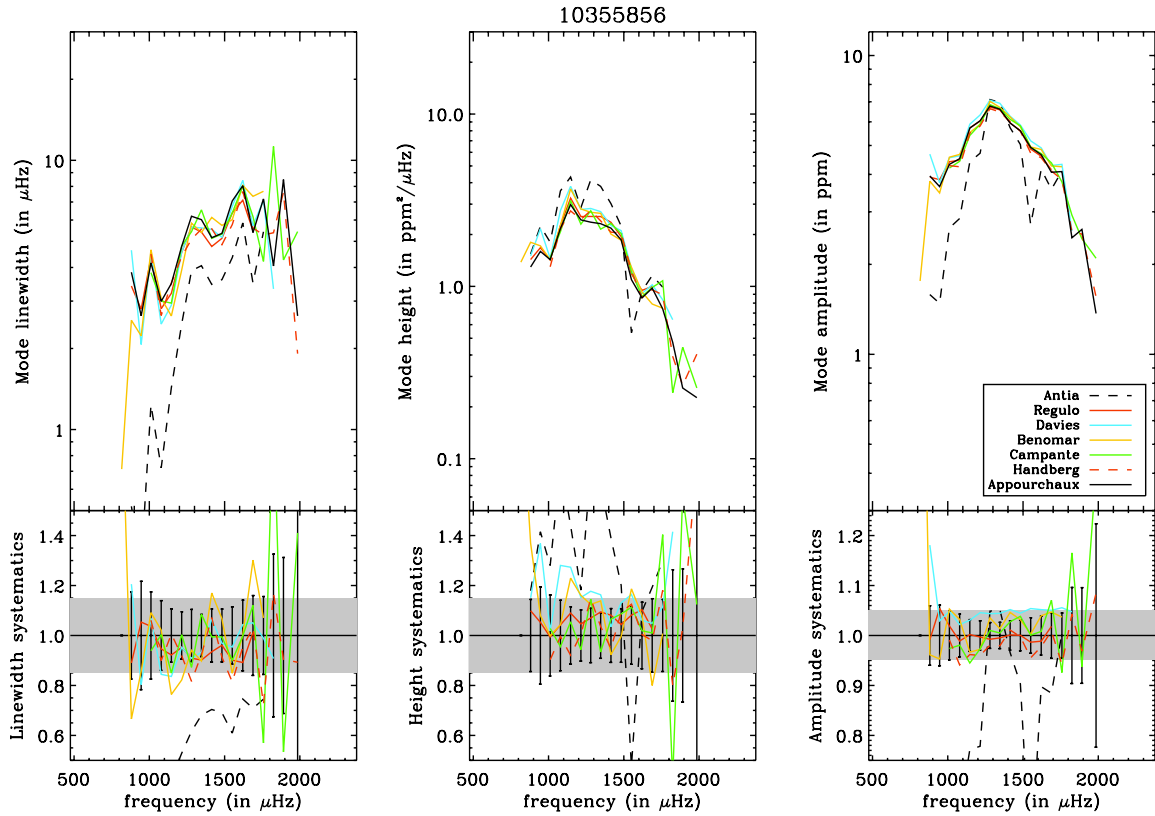 10355856
Mode linewidth (in μHz)
10
1
Mode height (in ppm²/μHz)
10.0
1.0
0.1
Mode amplitude (in ppm)
10
1
Antia
Regulo
Davies
Benomar
Campante
Handberg
Appourchaux
Linewidth systematics
1.4
1.2
1.0
0.8
0.6
500 1000 1500 2000
frequency (in μHz)
Height systematics
1.4
1.2
1.0
0.8
0.6
500 1000 1500 2000
frequency (in μHz)
Amplitude systematics
1.2
1.1
1.0
0.9
0.8
500 1000 1500 2000
frequency (in μHz)